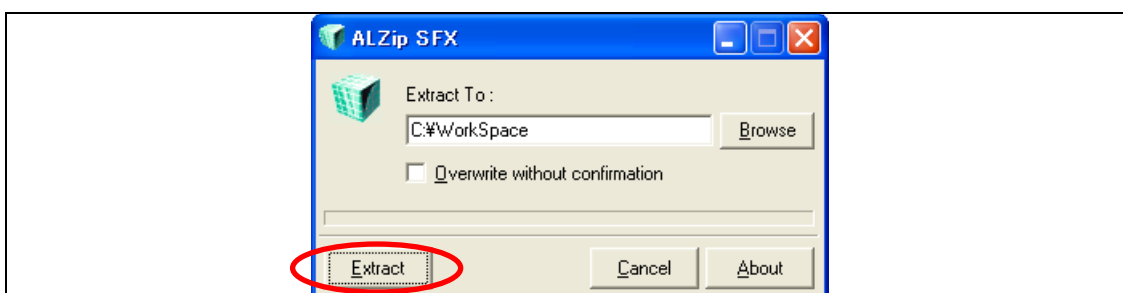 ALZip SFX
Extract To :
C:¥WorkSpace
Browse
Overwrite without confirmation
Extract
Cancel
About